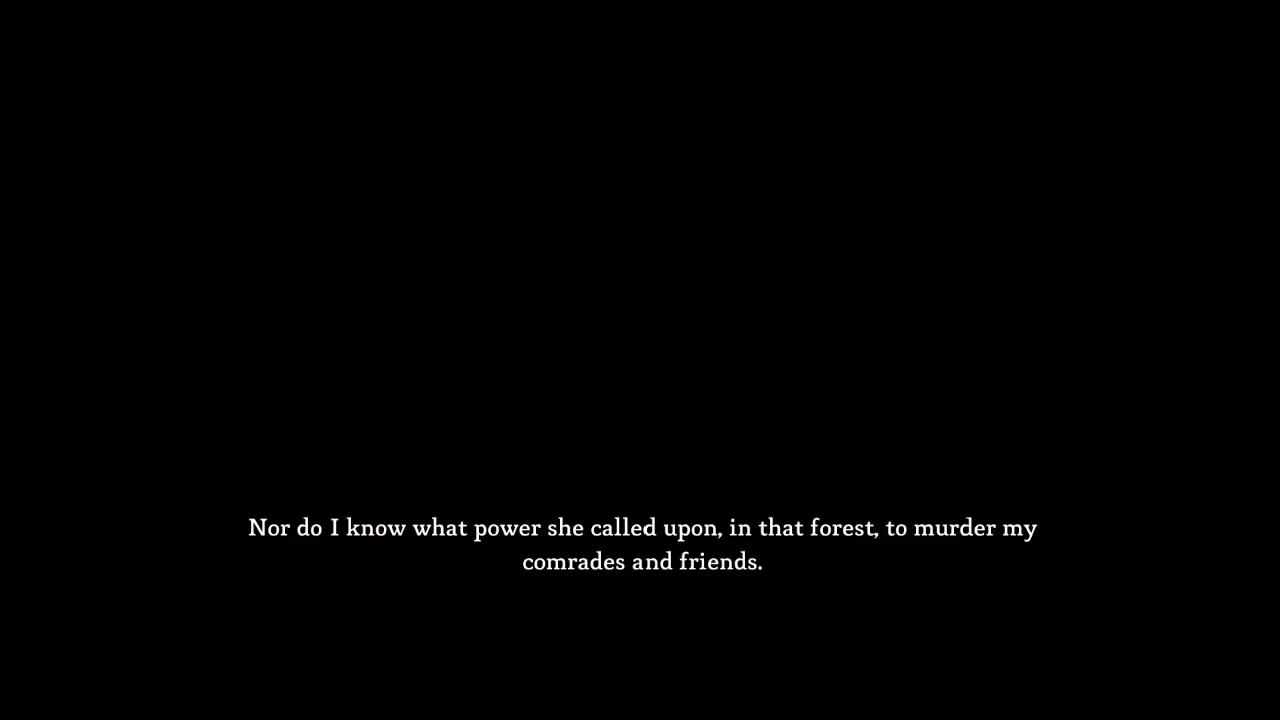 Nor do I know what power she called upon, in that forest, to murder my
comrades and friends.